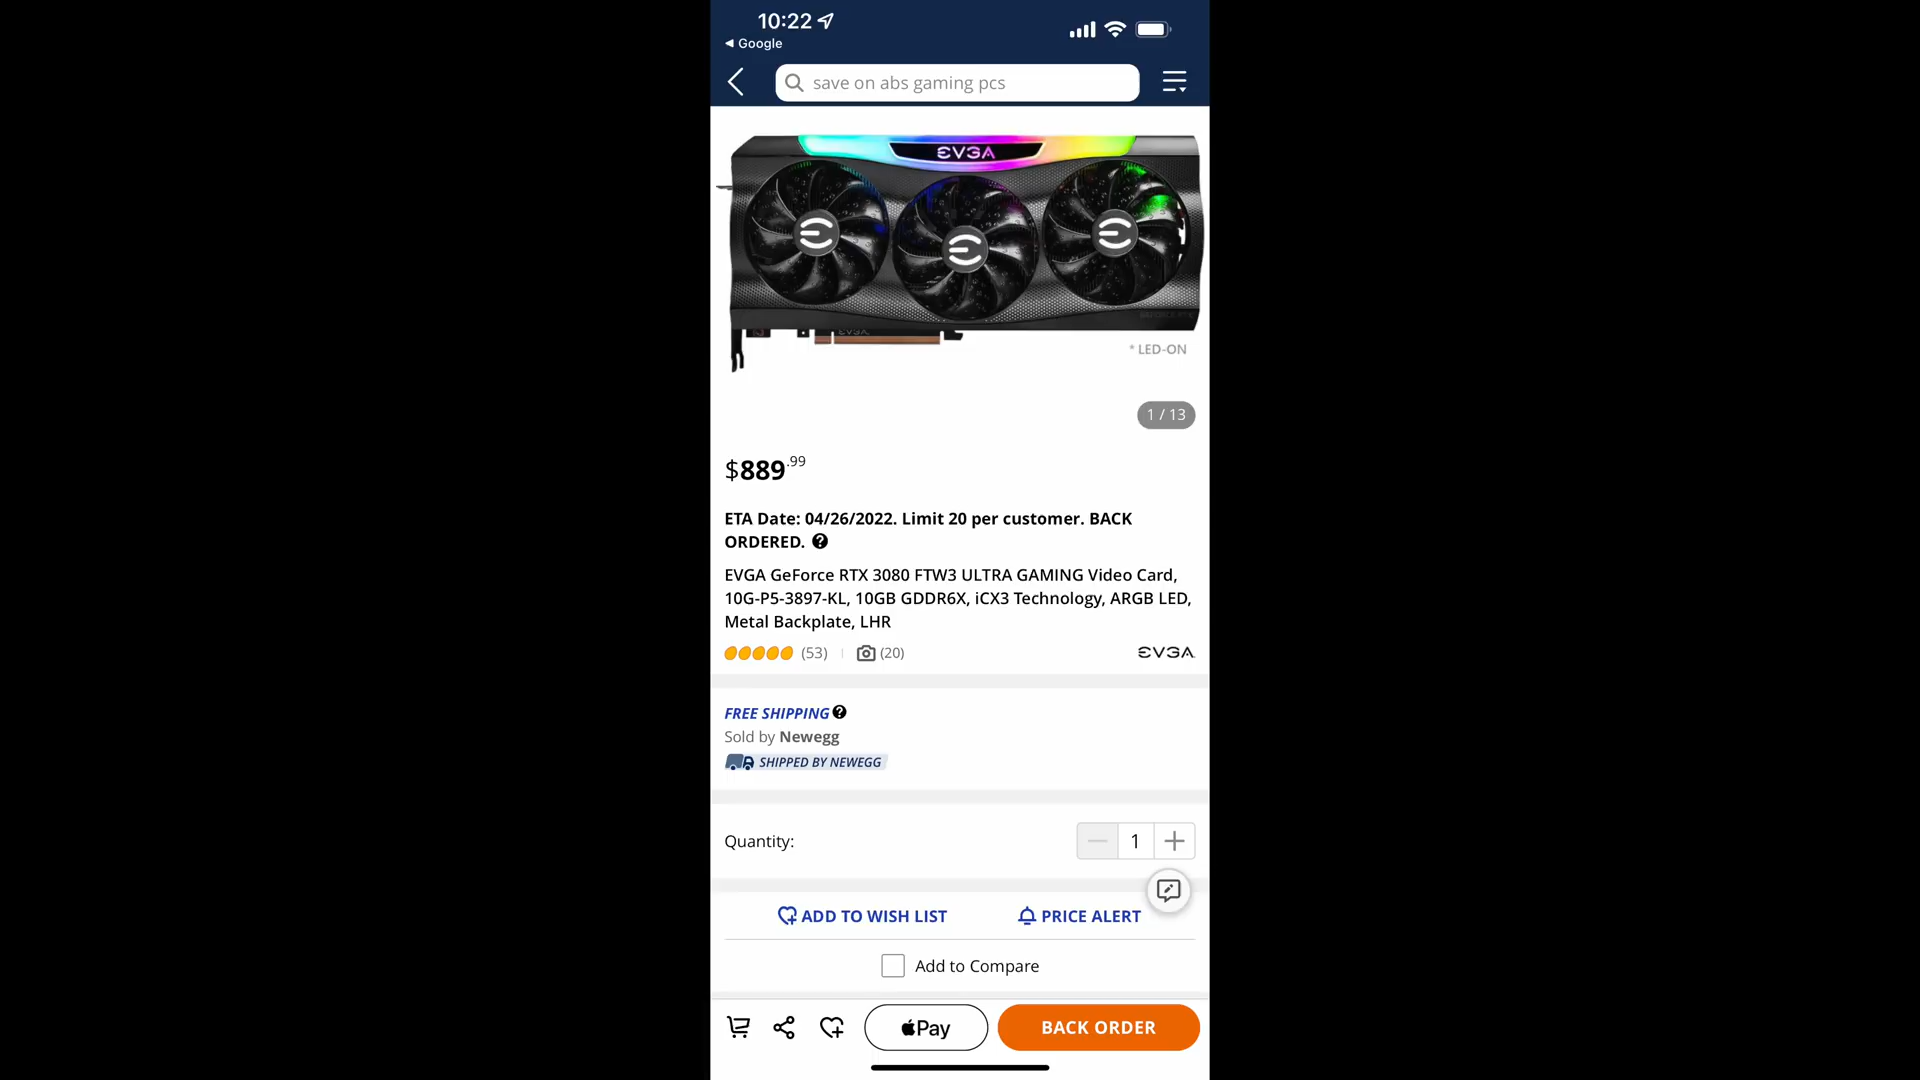 10:22
◀ Google
save on abs gaming pcs
EVGA
EVGA
* LED-ON
1 / 13
$889.99
ETA Date: 04/26/2022. Limit 20 per customer. BACK
ORDERED.
EVGA GeForce RTX 3080 FTW3 ULTRA GAMING Video Card,
10G-P5-3897-KL, 10GB GDDR6X, iCX3 Technology, ARGB LED,
Metal Backplate, LHR
(53) (20) EVGA
FREE SHIPPING
Sold by Newegg
SHIPPED BY NEWEGG
Quantity: 1
ADD TO WISH LIST PRICE ALERT
Add to Compare
Pay BACK ORDER